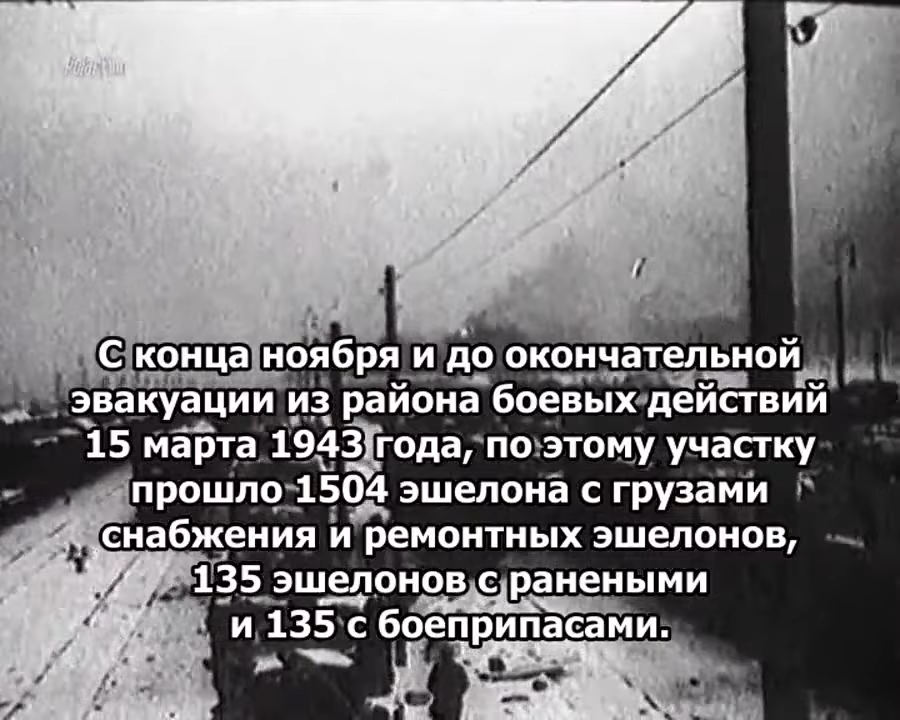 С конца ноября и до окончательной
эвакуации из района боевых действий
15 марта 1943 года, по этому участку
прошло 1504 эшелона с грузами
снабжения и ремонтных эшелонов,
135 эшелонов с ранеными
и 135 с боеприпасами.